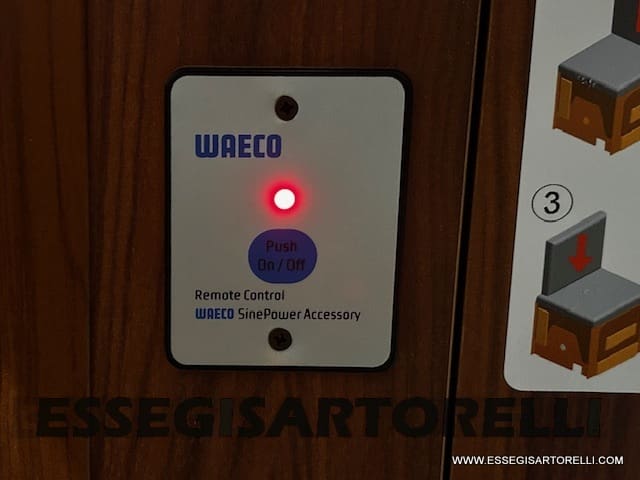 WAECO
Push
On / Off
Remote Control
WAECO SinePower Accessory
3
ESSEGISARTORELLI
WWW.ESSEGISARTORELLI.COM